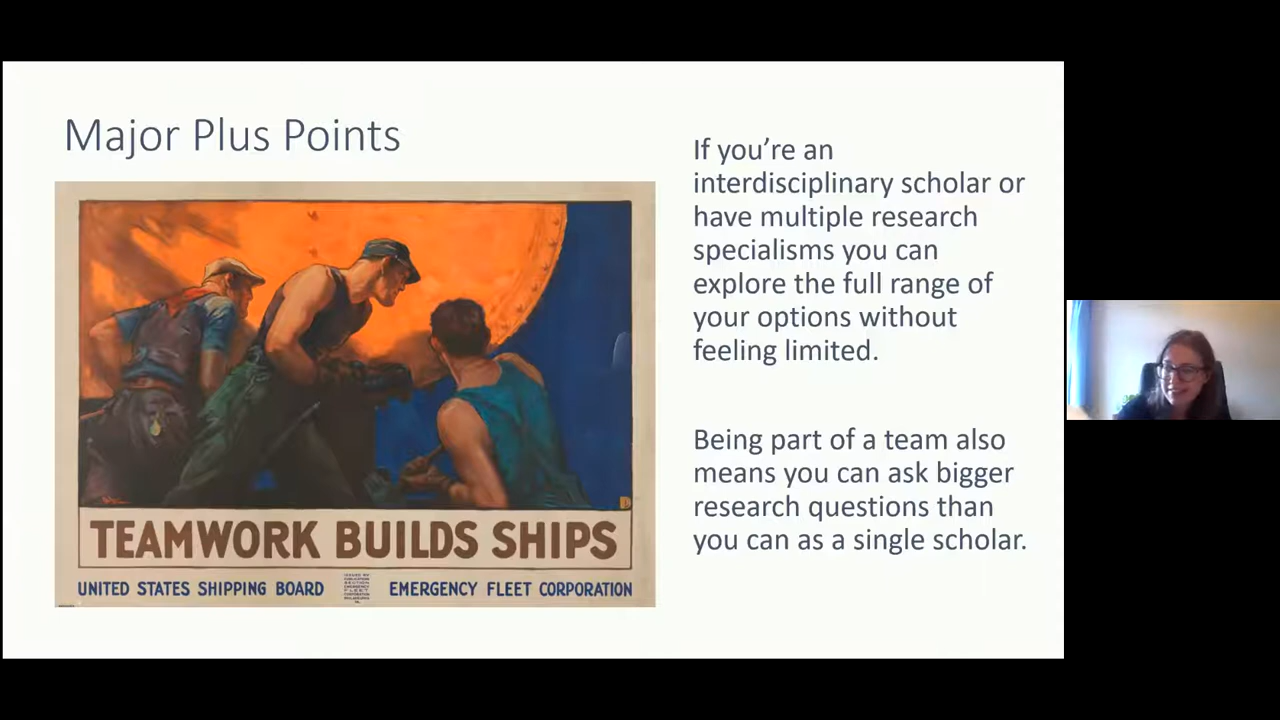 Major Plus Points
TEAMWORK BUILDS SHIPS
UNITED STATES SHIPPING BOARD
EMERGENCY FLEET CORPORATION
If you’re an
interdisciplinary scholar or
have multiple research
specialisms you can
explore the full range of
your options without
feeling limited.
Being part of a team also
means you can ask bigger
research questions than
you can as a single scholar.